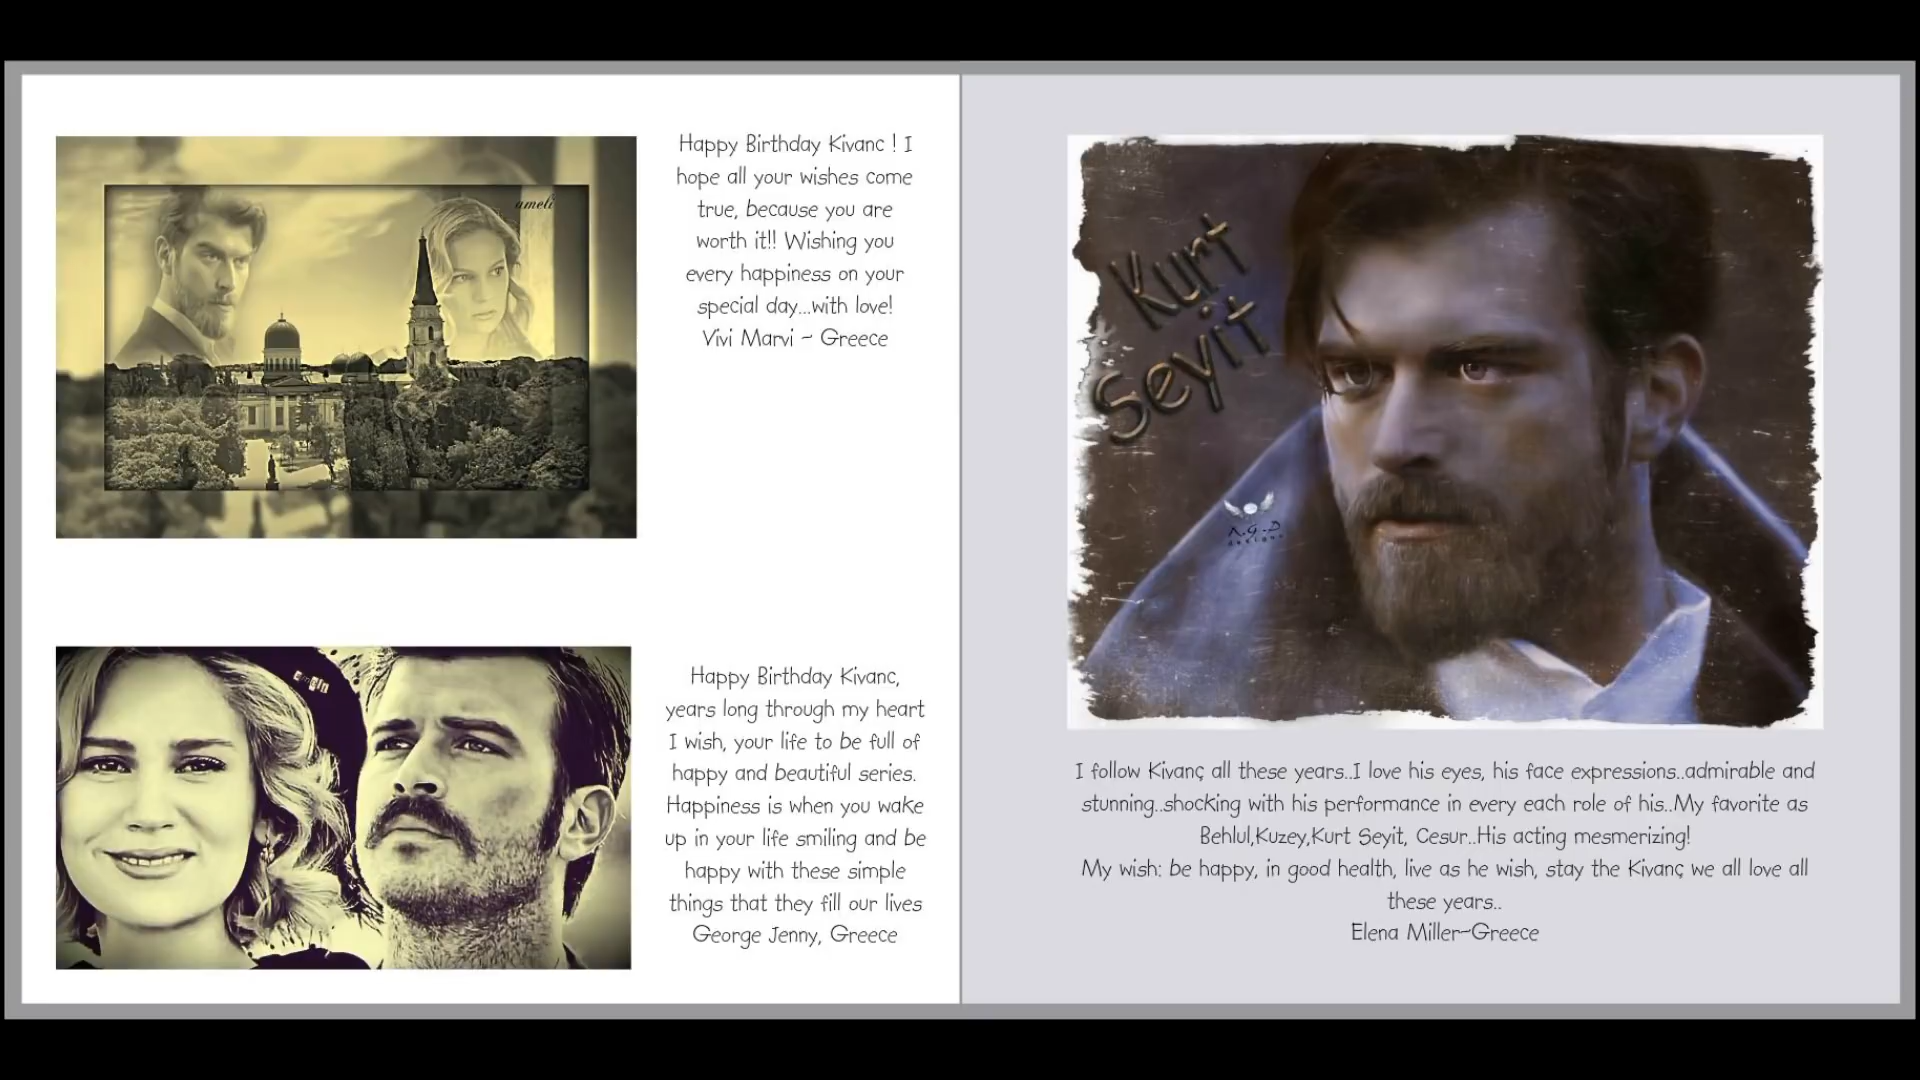 ameli
Happy Birthday Kivanc ! I
hope all your wishes come
true, because you are
worth it!! Wishing you
every happiness on your
special day...with love!
Vivi Marvi ~ Greece
Happy Birthday Kivanc,
years long through my heart
I wish, your life to be full of
happy and beautiful series.
Happiness is when you wake
up in your life smiling and be
happy with these simple
things that they fill our lives
George Jenny, Greece
Kurt
Seyit
A.G.D
designs
I follow Kivanç all these years..I love his eyes, his face expressions..admirable and
stunning..shocking with his performance in every each role of his..My favorite as
Behlul,Kuzey,Kurt Seyit, Cesur..His acting mesmerizing!
My wish: be happy, in good health, live as he wish, stay the Kivanç we all love all
these years..
Elena Miller~Greece